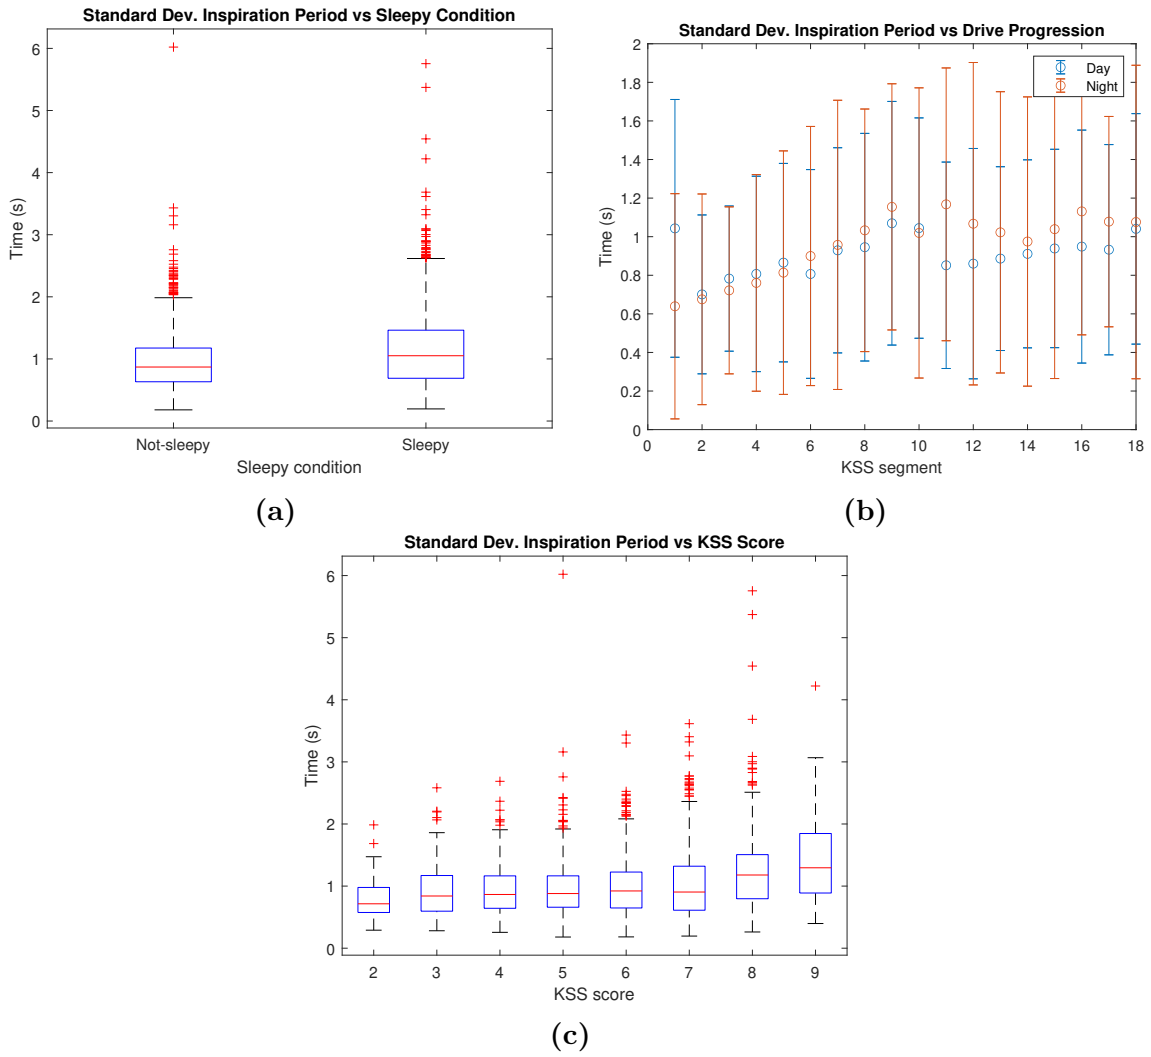 Standard Dev. Inspiration Period vs Sleepy Condition
6
5
4
3
2
1
0
Time (s)
Not-sleepy Sleepy
Sleepy condition
(a)
Standard Dev. Inspiration Period vs Drive Progression
2
1.8
1.6
1.4
1.2
1
0.8
0.6
0.4
0.2
0
Time (s)
Day
Night
0 2 4 6 8 10 12 14 16 18
KSS segment
(b)
Standard Dev. Inspiration Period vs KSS Score
6
5
4
3
2
1
0
Time (s)
2 3 4 5 6 7 8 9
KSS score
(c)